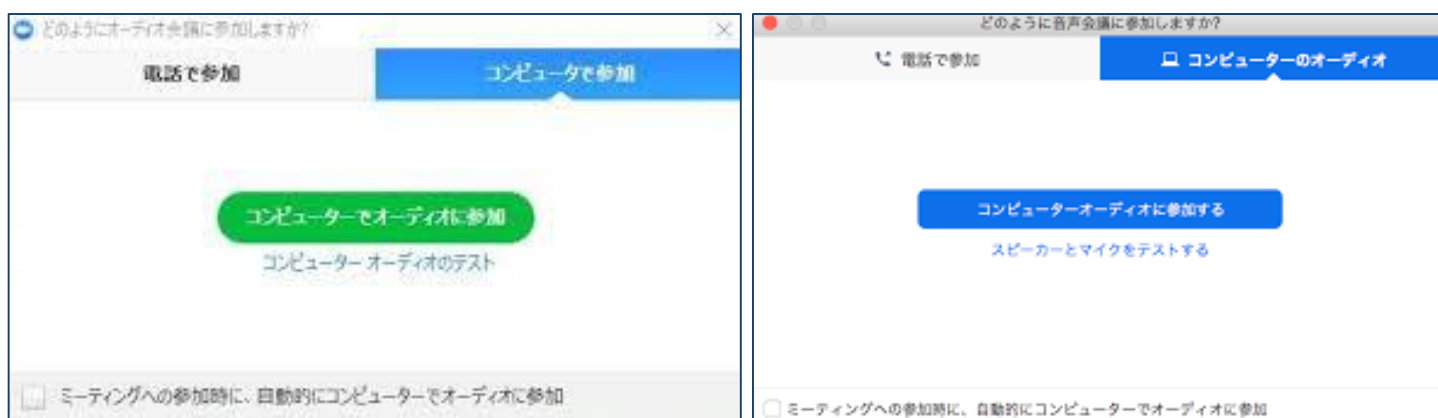 どのようにオーディオ会議に参加しますか?
電話で参加
コンピュータで参加
コンピューターでオーディオに参加
コンピューター オーディオのテスト
ミーティングへの参加時に、自動的にコンピューターでオーディオに参加
どのように音声会議に参加しますか?
電話で参加
コンピューターのオーディオ
コンピューターオーディオに参加する
スピーカーとマイクをテストする
ミーティングへの参加時に、自動的にコンピューターでオーディオに参加